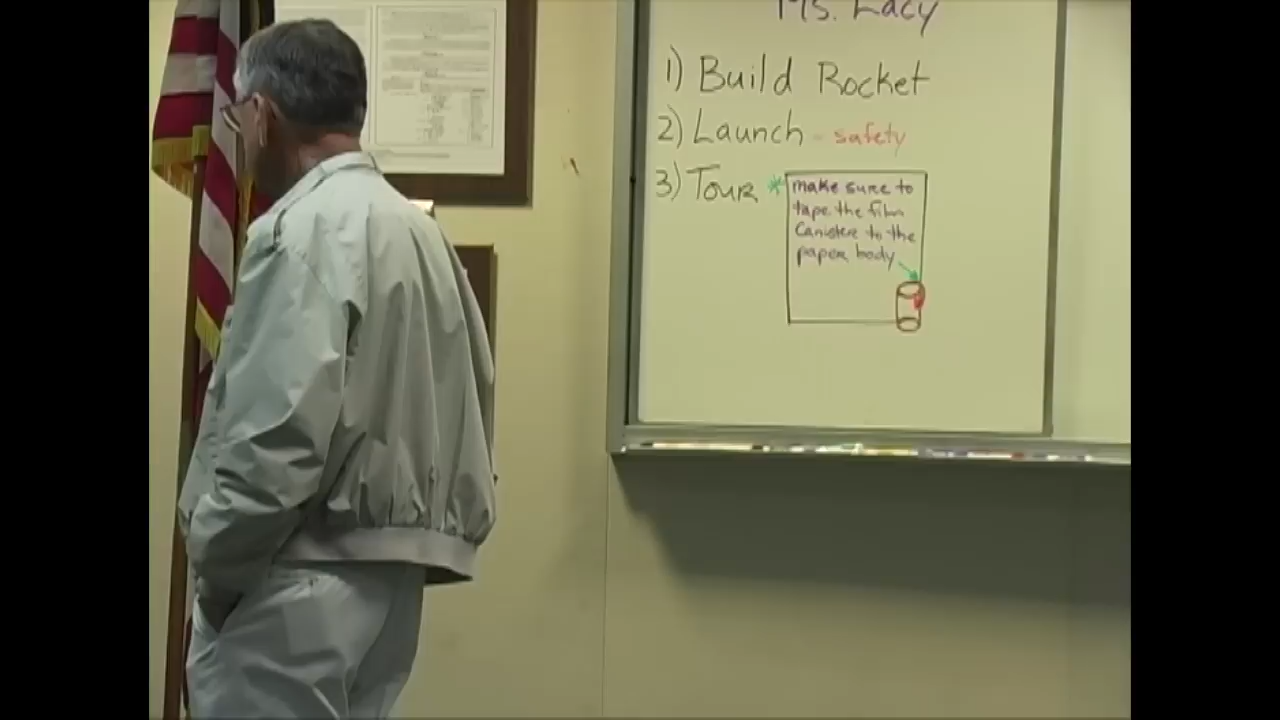 Ms. Lacy
1) Build Rocket
2) Launch - safety
3) Tour * make sure to
tape the film
Canister to the
paper body